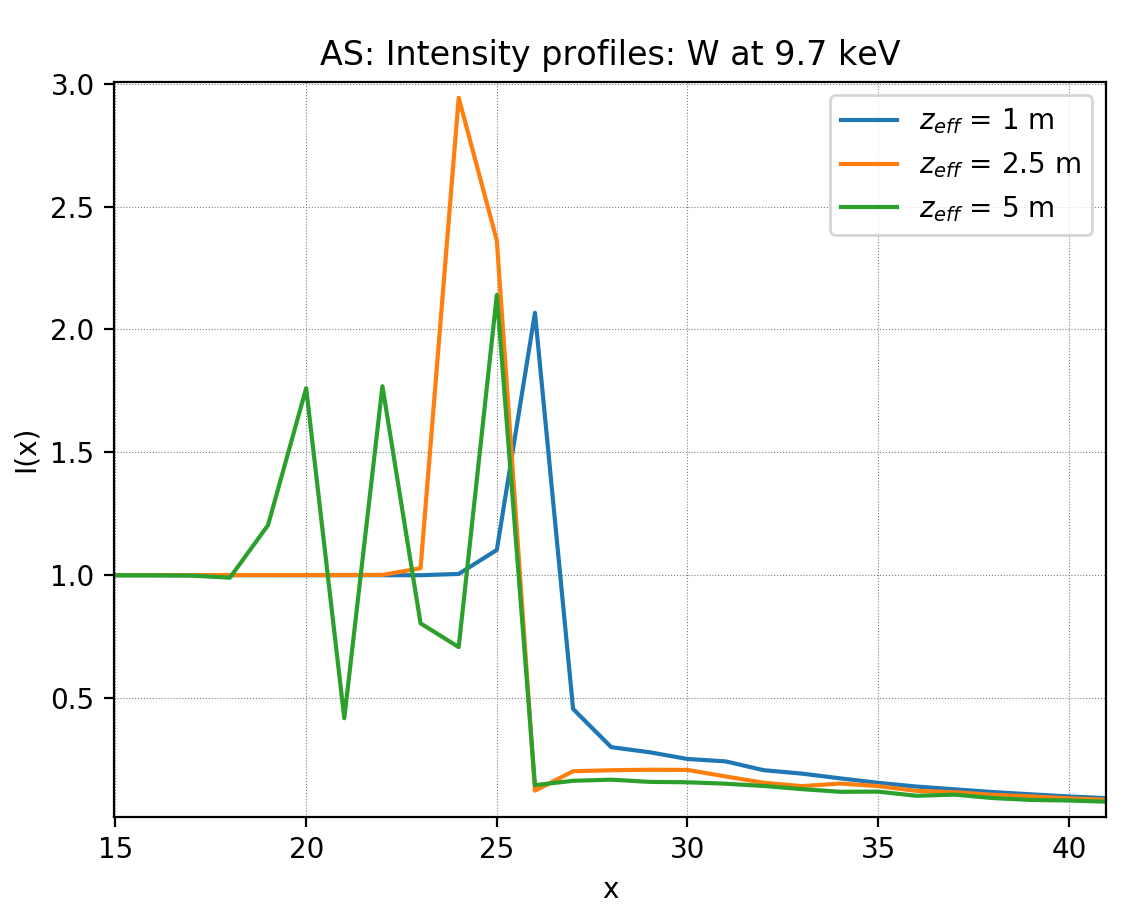 AS: Intensity profiles: W at 9.7 keV
z_eff = 1 m
z_eff = 2.5 m
z_eff = 5 m
I(x)
3.0
2.5
2.0
1.5
1.0
0.5
15 20 25 30 35 40
x